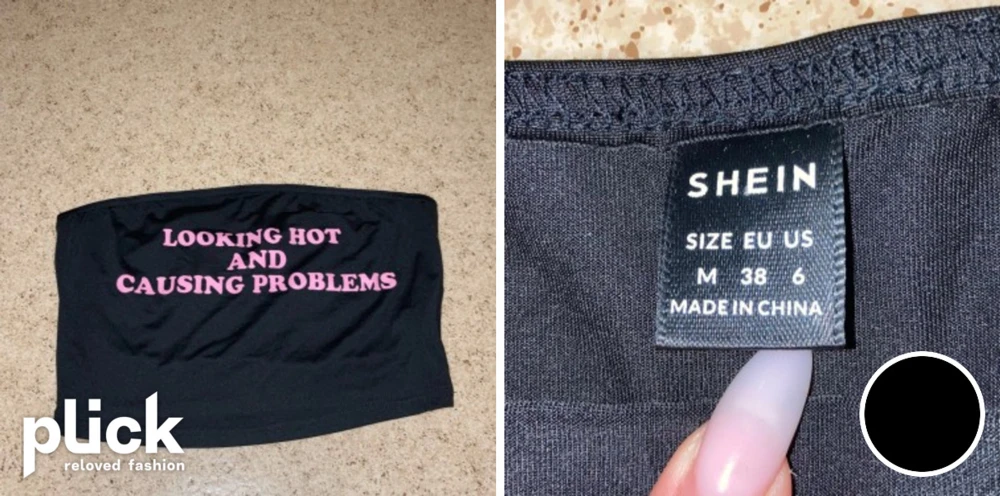 LOOKING HOT
AND
CAUSING PROBLEMS
plick
reloved fashion
SHEIN
SIZE EU US
M 38 6
MADE IN CHINA